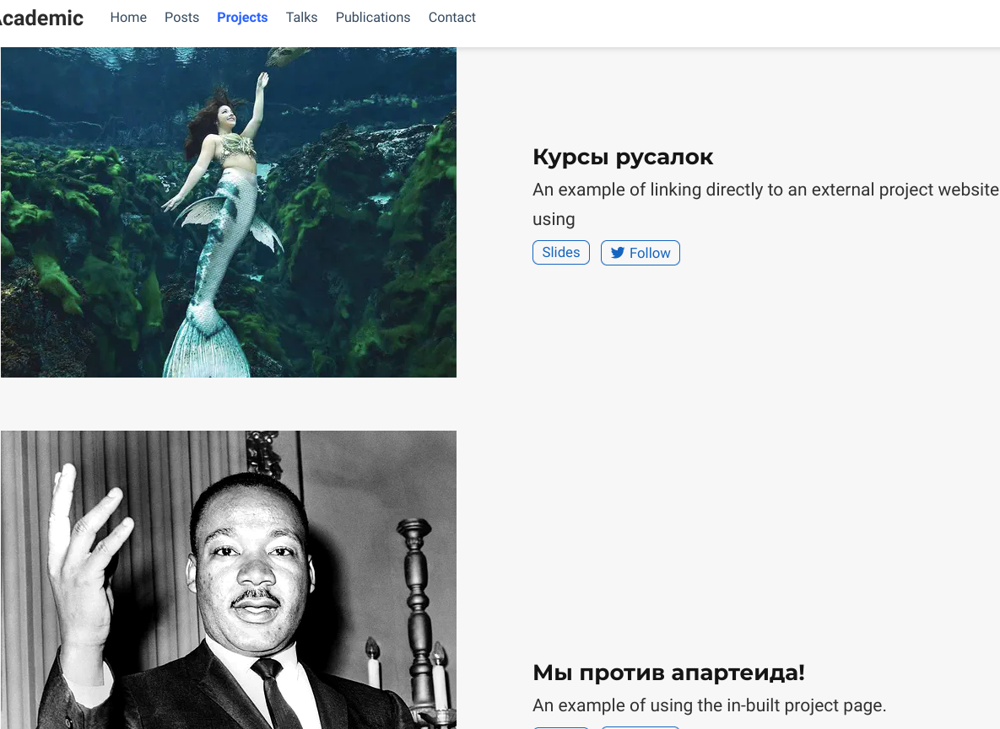 Academic
Home Posts Projects Talks Publications Contact
Курсы русалок
An example of linking directly to an external project website
using
Slides Follow
Мы против апартеида!
An example of using the in-built project page.